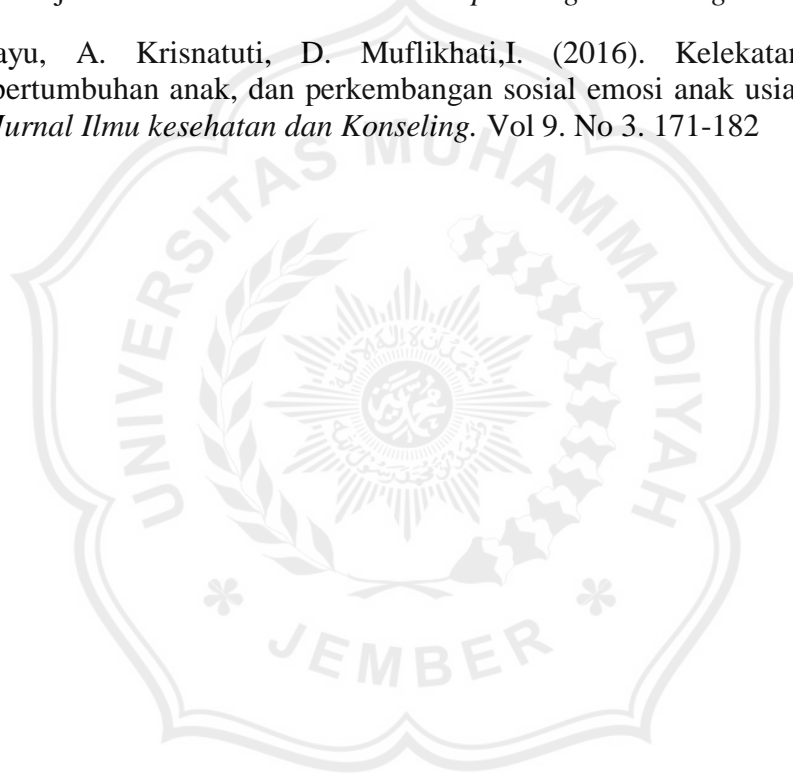 ayu, A. Krisnatuti, D. Muflikhati,I. (2016). Kelekatan
pertumbuhan anak, dan perkembangan sosial emosi anak usia
Jurnal Ilmu kesehatan dan Konseling. Vol 9. No 3. 171-182
UNIVERSITAS MUHAMMADIYAH
JEMBER